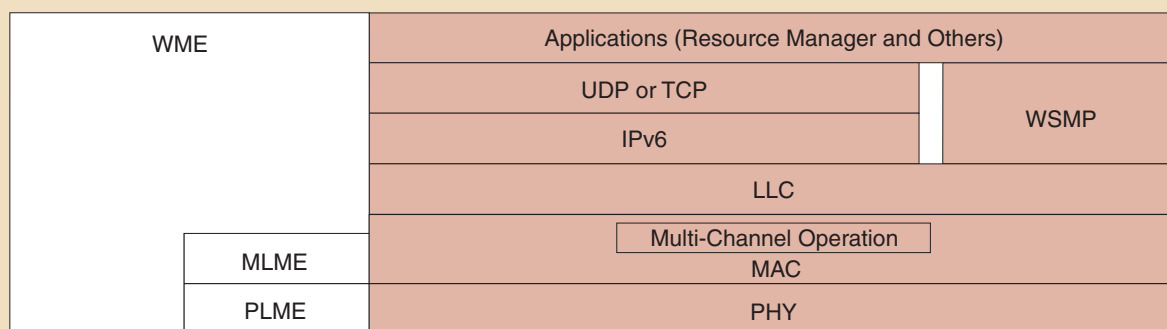 WME
Applications (Resource Manager and Others)
UDP or TCP
WSMP
IPv6
LLC
Multi-Channel Operation
MLME
MAC
PLME
PHY